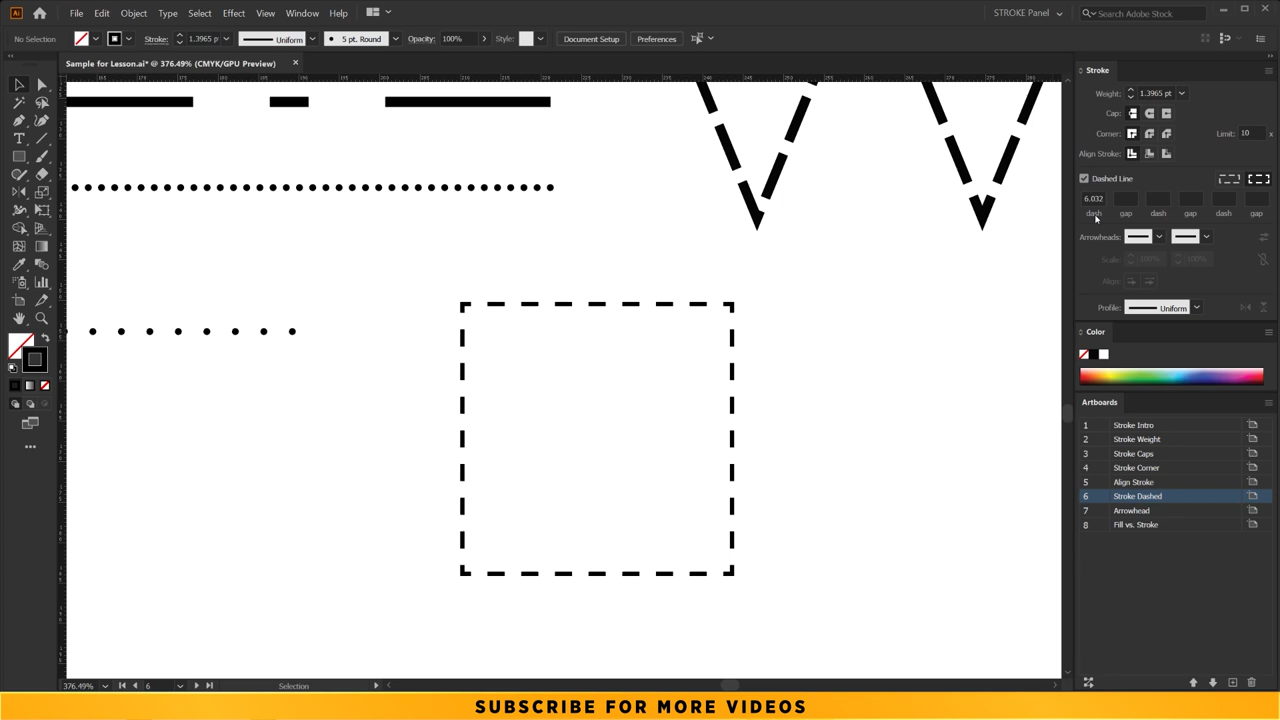 Ai File Edit Object Type Select Effect View Window Help STROKE Panel Search Adobe Stock
No Selection Stroke: 1.3965 pt Uniform 5 pt. Round Opacity: 100% Style: Document Setup Preferences
Sample for Lesson.ai* @ 376.49% (CMYK/GPU Preview)
Stroke
Weight: 1.3965 pt
Cap:
Corner: Limit: 10 x
Align Stroke:
Dashed Line
6.032
dash gap dash gap dash gap
Arrowheads:
Scale: 100% 100%
Align:
Profile: Uniform
Color
Artboards
1 Stroke Intro
2 Stroke Weight
3 Stroke Caps
4 Stroke Corner
5 Align Stroke
6 Stroke Dashed
7 Arrowhead
8 Fill vs. Stroke
376.49% 6 Selection
SUBSCRIBE FOR MORE VIDEOS